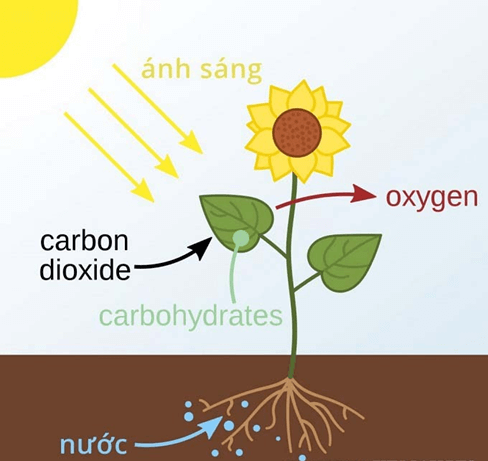 ánh sáng
oxygen
carbon
dioxide
carbohydrates
nước